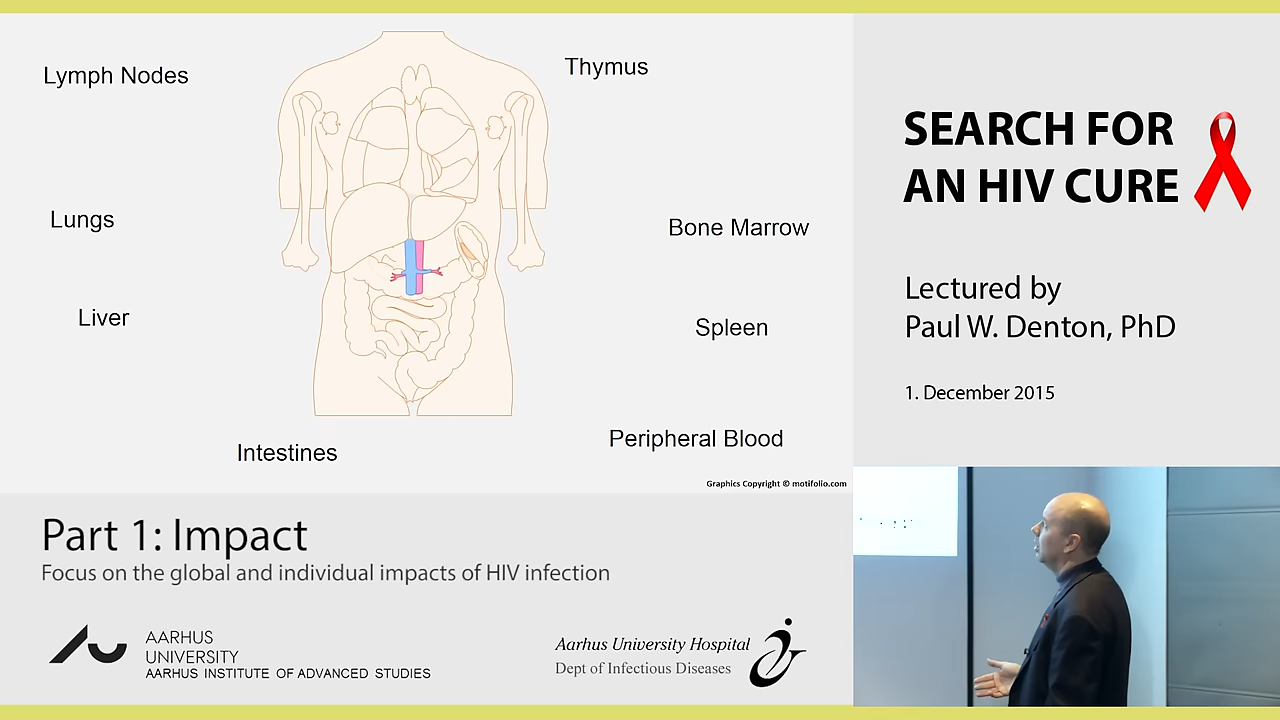 Lymph Nodes
Thymus
Lungs
Bone Marrow
Liver
Spleen
Intestines
Peripheral Blood
Graphics Copyright © motifolio.com
SEARCH FOR
AN HIV CURE
Lectured by
Paul W. Denton, PhD
1. December 2015
Part 1: Impact
Focus on the global and individual impacts of HIV infection
AARHUS
UNIVERSITY
AARHUS INSTITUTE OF ADVANCED STUDIES
Aarhus University Hospital
Dept of Infectious Diseases